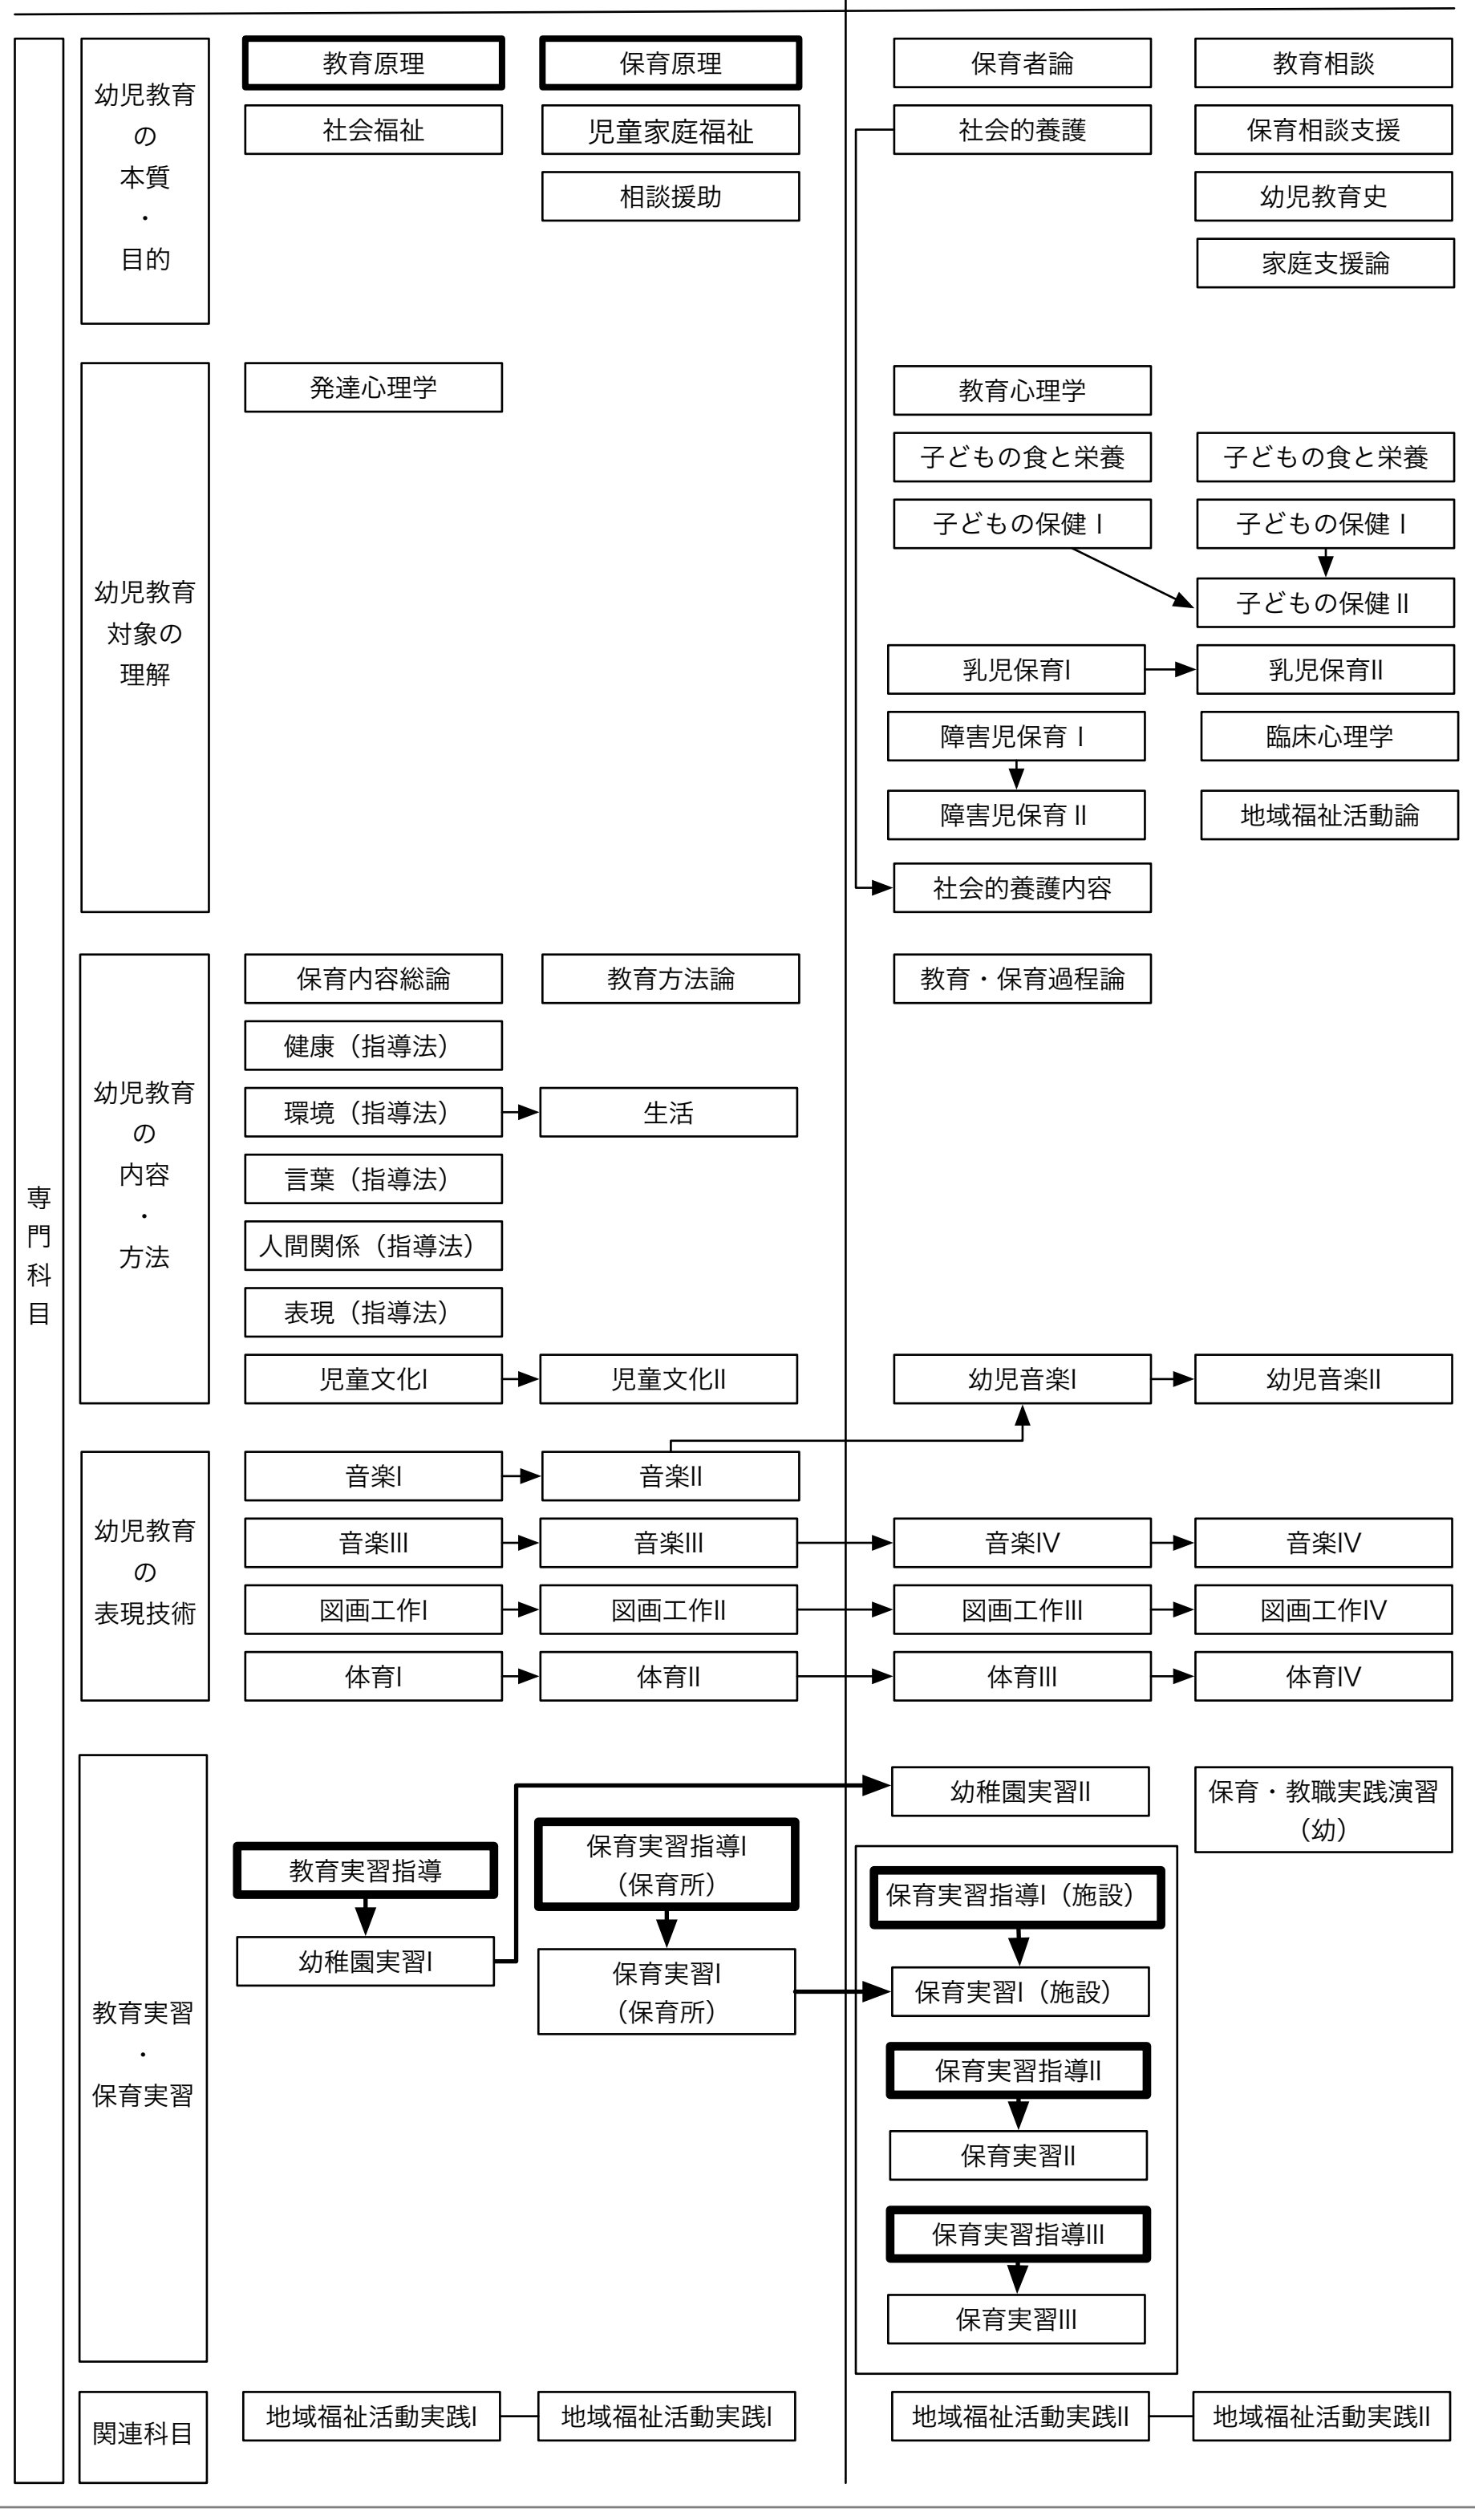 専門科目
幼児教育
の
本質
・
目的
教育原理
保育原理
保育者論
教育相談
社会福祉
児童家庭福祉
社会的養護
保育相談支援
相談援助
幼児教育史
家庭支援論
幼児教育
対象の
理解
発達心理学
教育心理学
子どもの食と栄養
子どもの食と栄養
子どもの保健Ⅰ
子どもの保健Ⅰ
子どもの保健Ⅱ
乳児保育Ⅰ
乳児保育Ⅱ
障害児保育Ⅰ
臨床心理学
障害児保育Ⅱ
地域福祉活動論
社会的養護内容
幼児教育
の
内容
・
方法
保育内容総論
教育方法論
教育・保育過程論
健康（指導法）
環境（指導法）
生活
言葉（指導法）
人間関係（指導法）
表現（指導法）
児童文化Ⅰ
児童文化Ⅱ
幼児音楽Ⅰ
幼児音楽Ⅱ
幼児教育
の
表現技術
音楽Ⅰ
音楽Ⅱ
音楽Ⅲ
音楽Ⅲ
音楽Ⅳ
音楽Ⅳ
図画工作Ⅰ
図画工作Ⅱ
図画工作Ⅲ
図画工作Ⅳ
体育Ⅰ
体育Ⅱ
体育Ⅲ
体育Ⅳ
教育実習
・
保育実習
幼稚園実習Ⅱ
保育・教職実践演習
（幼）
教育実習指導
保育実習指導Ⅰ
（保育所）
保育実習指導Ⅰ（施設）
幼稚園実習Ⅰ
保育実習Ⅰ
（保育所）
保育実習Ⅰ（施設）
保育実習指導Ⅱ
保育実習Ⅱ
保育実習指導Ⅲ
保育実習Ⅲ
関連科目
地域福祉活動実践Ⅰ
地域福祉活動実践Ⅰ
地域福祉活動実践Ⅱ
地域福祉活動実践Ⅱ